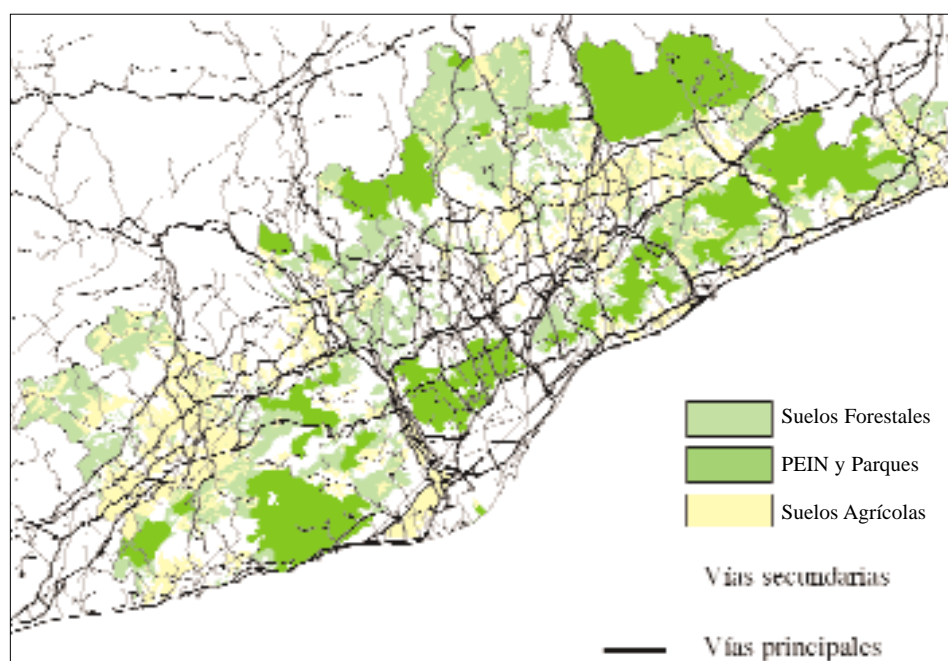 Suelos Forestales
PEIN y Parques
Suelos Agrícolas
Vías secundarias
Vías principales